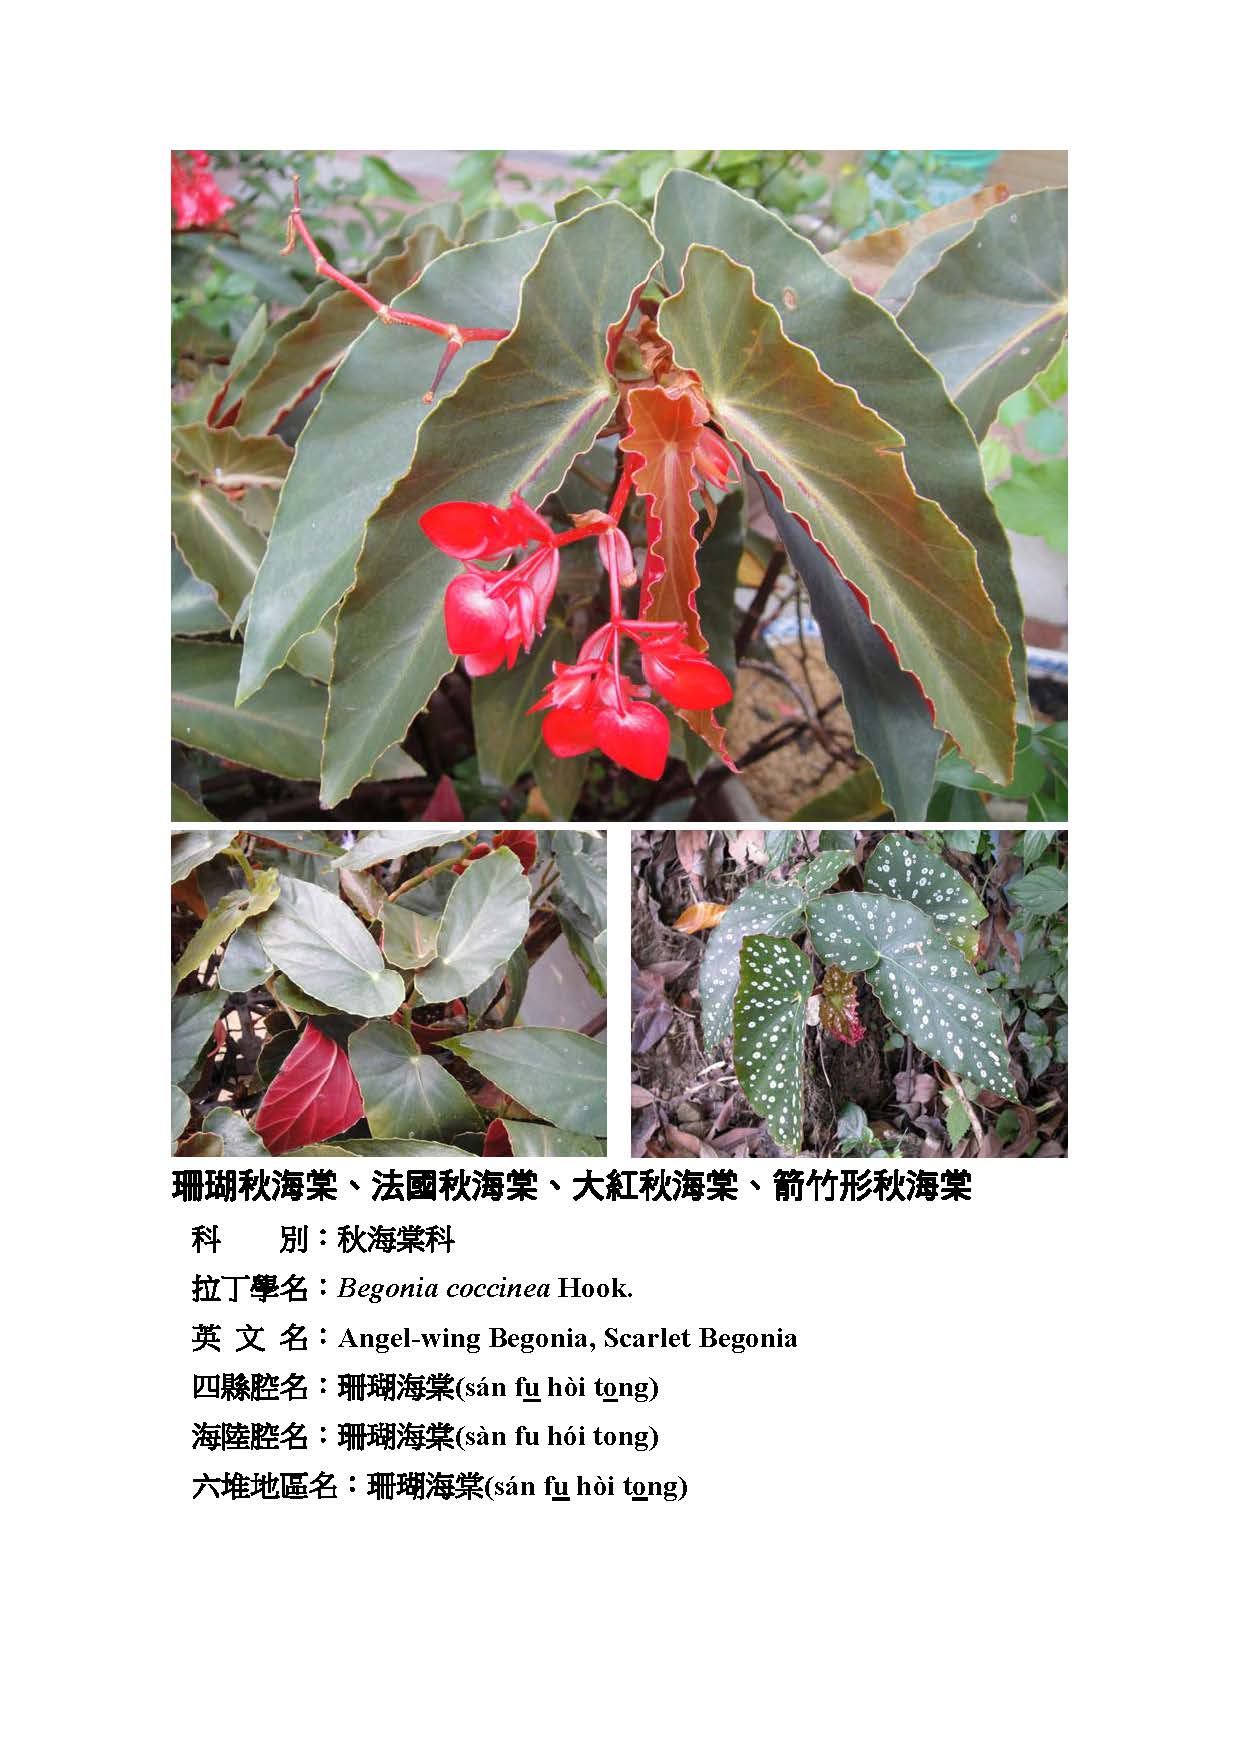 珊瑚秋海棠、法國秋海棠、大紅秋海棠、箭竹形秋海棠
科　　別：秋海棠科
拉丁學名：Begonia coccinea Hook.
英 文 名：Angel-wing Begonia, Scarlet Begonia
四縣腔名：珊瑚海棠(sán fu̲ hòi to̲ng)
海陸腔名：珊瑚海棠(sàn fu hói tong)
六堆地區名：珊瑚海棠(sán fu̲ hòi to̲ng)